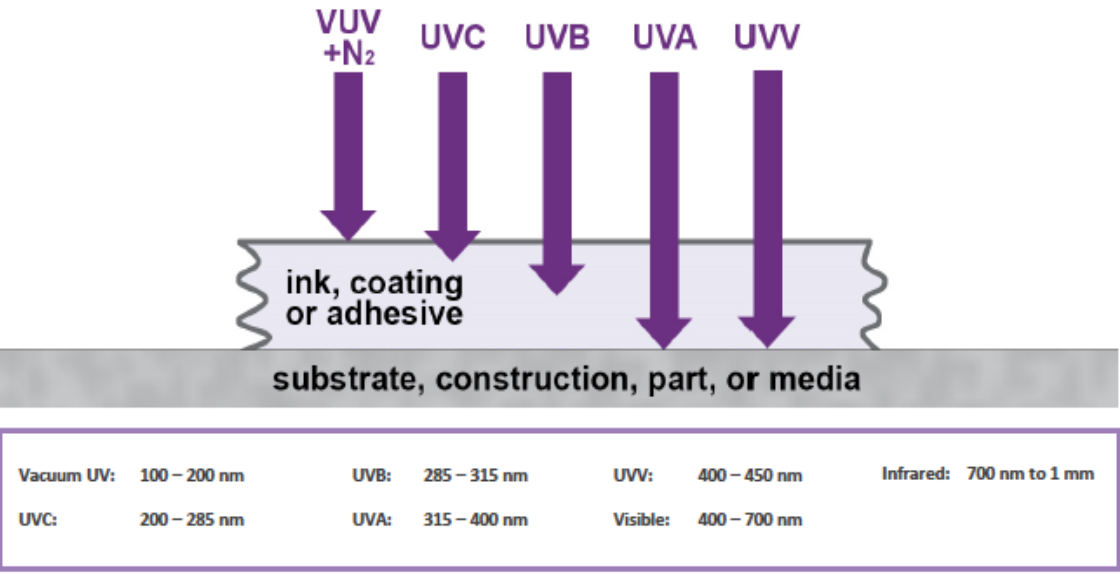 VUV
+N₂
UVC
UVB
UVA
UVV
ink, coating
or adhesive
substrate, construction, part, or media
Vacuum UV: 100 – 200 nm
UVB: 285 – 315 nm
UVV: 400 – 450 nm
Infrared: 700 nm to 1 mm
UVC: 200 – 285 nm
UVA: 315 – 400 nm
Visible: 400 – 700 nm